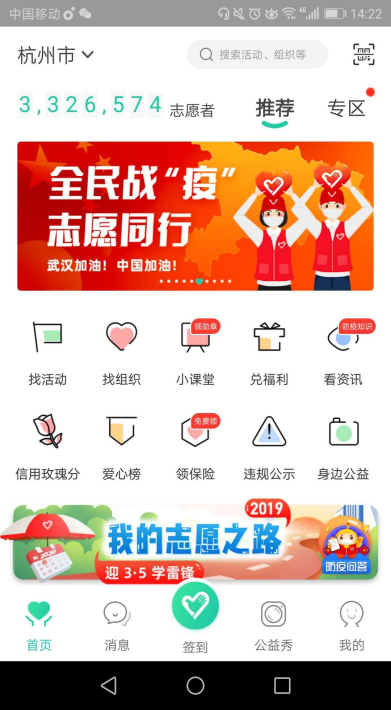 中国移动
4G
14:22
杭州市
搜索活动、组织等
3,326,574 志愿者
推荐
专区
全民战“疫”
志愿同行
武汉加油！中国加油！
领勋章
防疫知识
找活动
找组织
小课堂
兑福利
看资讯
免费领
信用玫瑰分
爱心榜
领保险
违规公示
身边公益
2019
我的志愿之路
2020
迎 3·5 学雷锋
防疫问答
首页
消息
签到
公益秀
我的